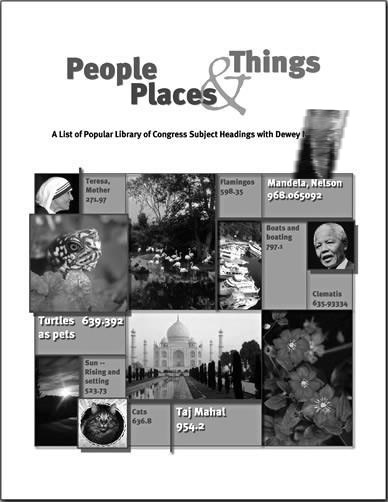 People
Places & Things
A List of Popular Library of Congress Subject Headings with Dewey
Teresa,
Mother
271.97
Flamingos
598.35
Mandela, Nelson
968.065092
Boats and
boating
797.1
Clematis
635.93334
Turtles 639.392
as pets
Sun --
Rising and
setting
523.73
Cats
636.8
Taj Mahal
954.2